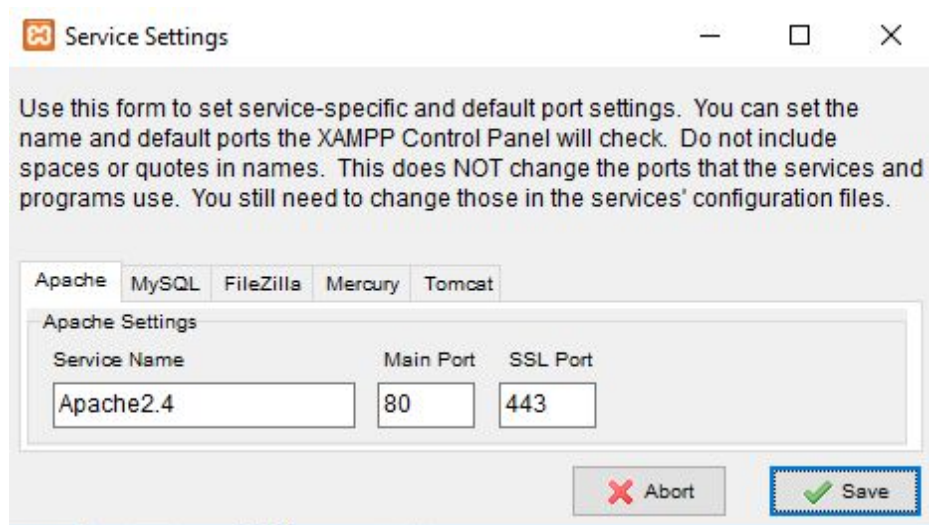 Service Settings
Use this form to set service-specific and default port settings.  You can set the
name and default ports the XAMPP Control Panel will check.  Do not include
spaces or quotes in names.  This does NOT change the ports that the services and
programs use.  You still need to change those in the services' configuration files.
Apache MySQL FileZilla Mercury Tomcat
Apache Settings
Service Name Main Port SSL Port
Apache2.4 80 443
Abort Save